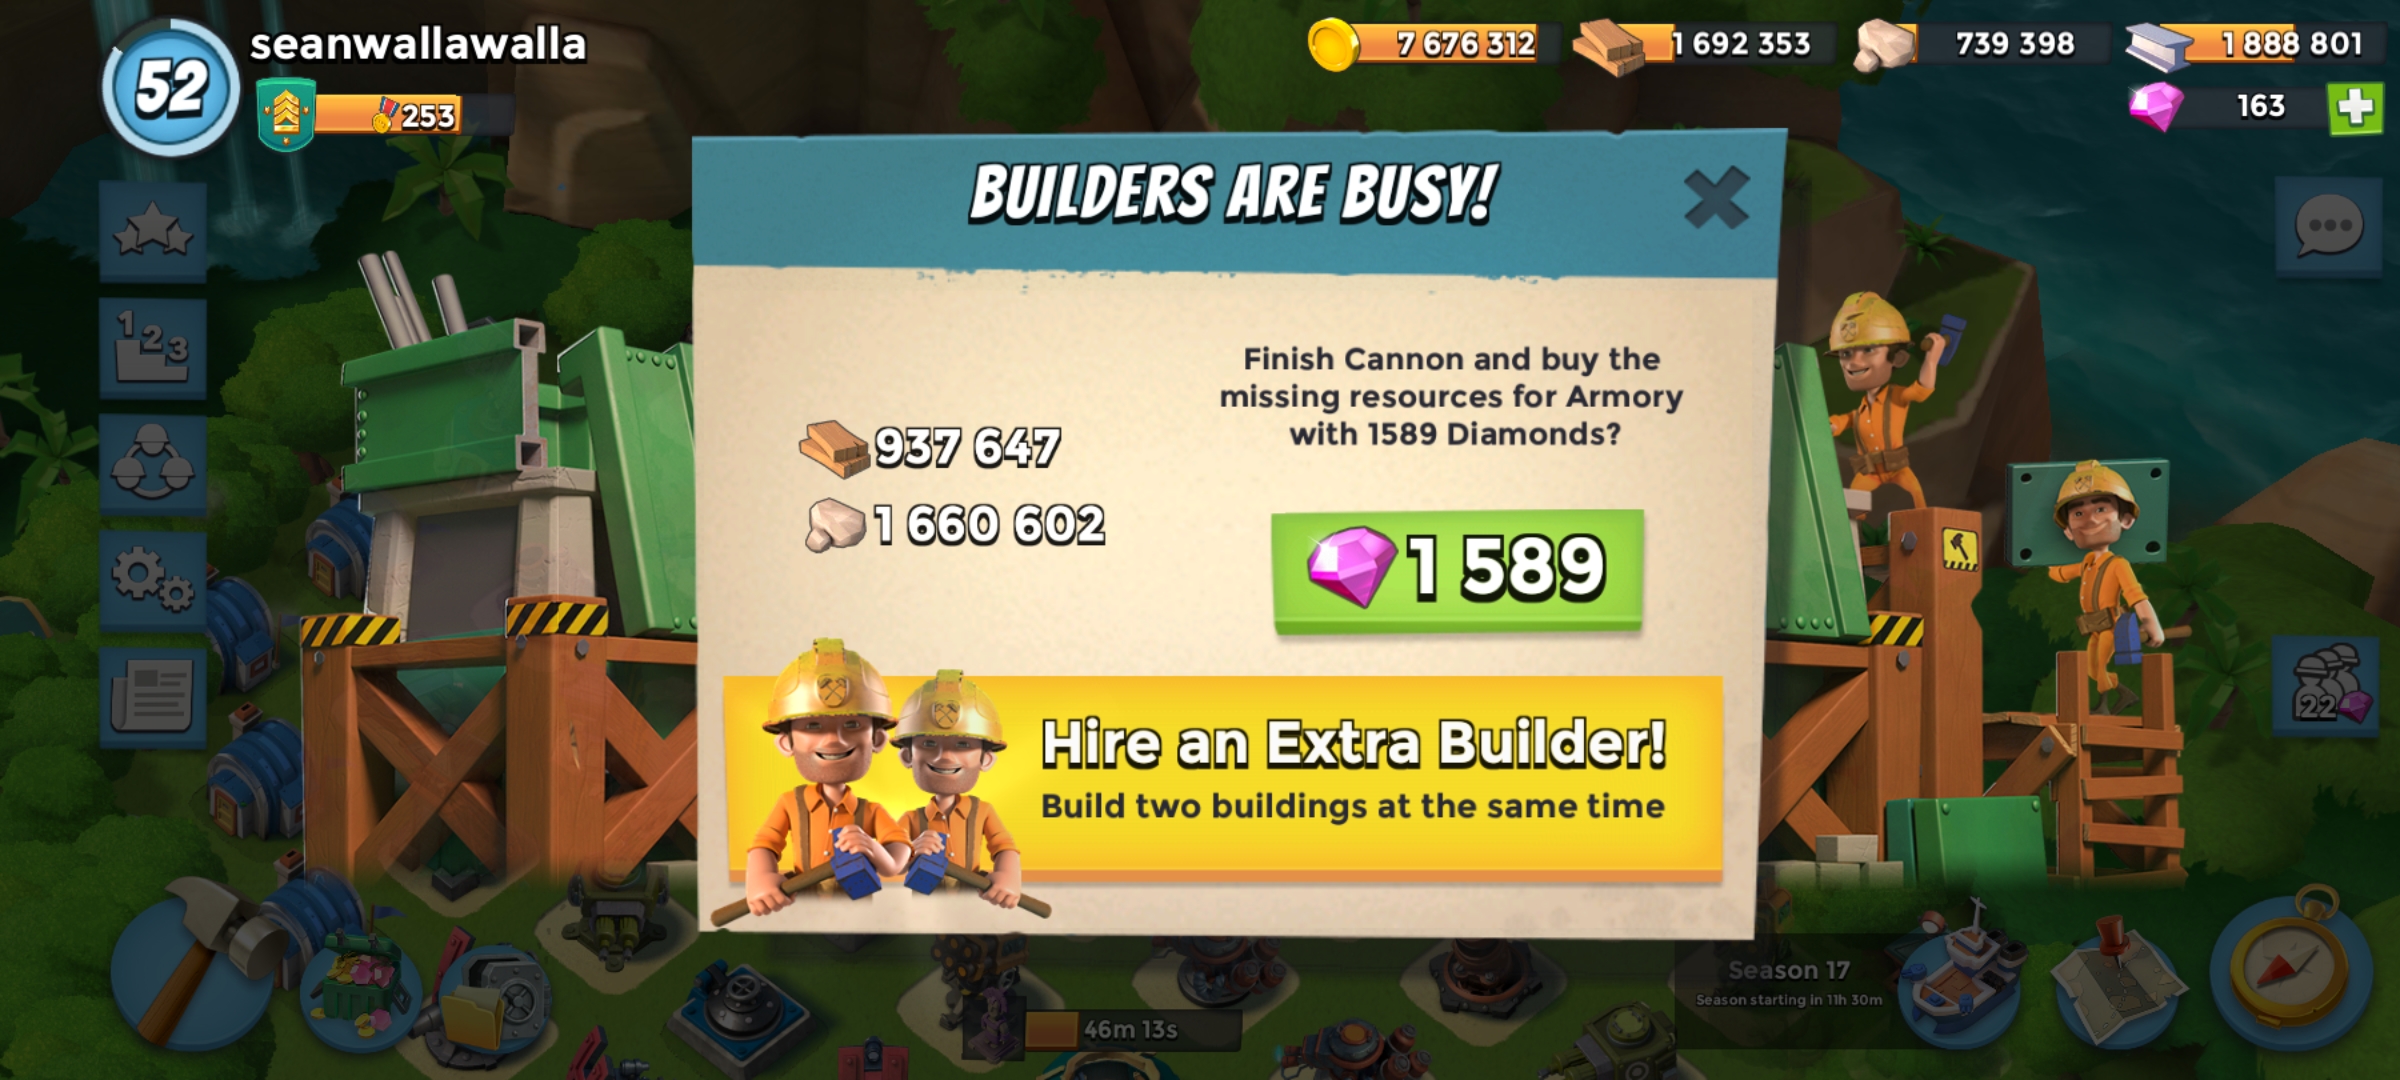 52
seanwallawalla
253
7 676 312
1 692 353
739 398
1 888 801
163
BUILDERS ARE BUSY!
123
Finish Cannon and buy the
missing resources for Armory
with 1589 Diamonds?
937 647
1 660 602
1 589
Hire an Extra Builder!
Build two buildings at the same time
22
Season 17
Season starting in 11h 30m
46m 13s